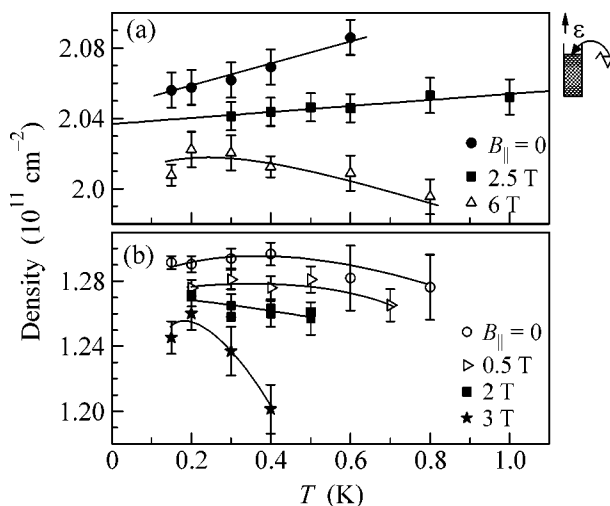 (a)
ε
2.08
2.04
2.0
B∥ = 0
2.5 T
6 T
Density (10¹¹ cm⁻²)
(b)
1.28
1.24
1.20
B∥ = 0
0.5 T
2 T
3 T
0 0.2 0.4 0.6 0.8 1.0
T (K)